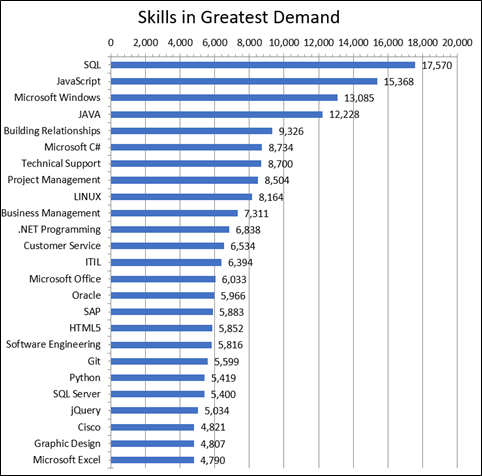 Skills in Greatest Demand
0 2,000 4,000 6,000 8,000 10,000 12,000 14,000 16,000 18,000 20,000
SQL 17,570
JavaScript 15,368
Microsoft Windows 13,085
JAVA 12,228
Building Relationships 9,326
Microsoft C# 8,734
Technical Support 8,700
Project Management 8,504
LINUX 8,164
Business Management 7,311
.NET Programming 6,838
Customer Service 6,534
ITIL 6,394
Microsoft Office 6,033
Oracle 5,966
SAP 5,883
HTML5 5,852
Software Engineering 5,816
Git 5,599
Python 5,419
SQL Server 5,400
jQuery 5,034
Cisco 4,821
Graphic Design 4,807
Microsoft Excel 4,790